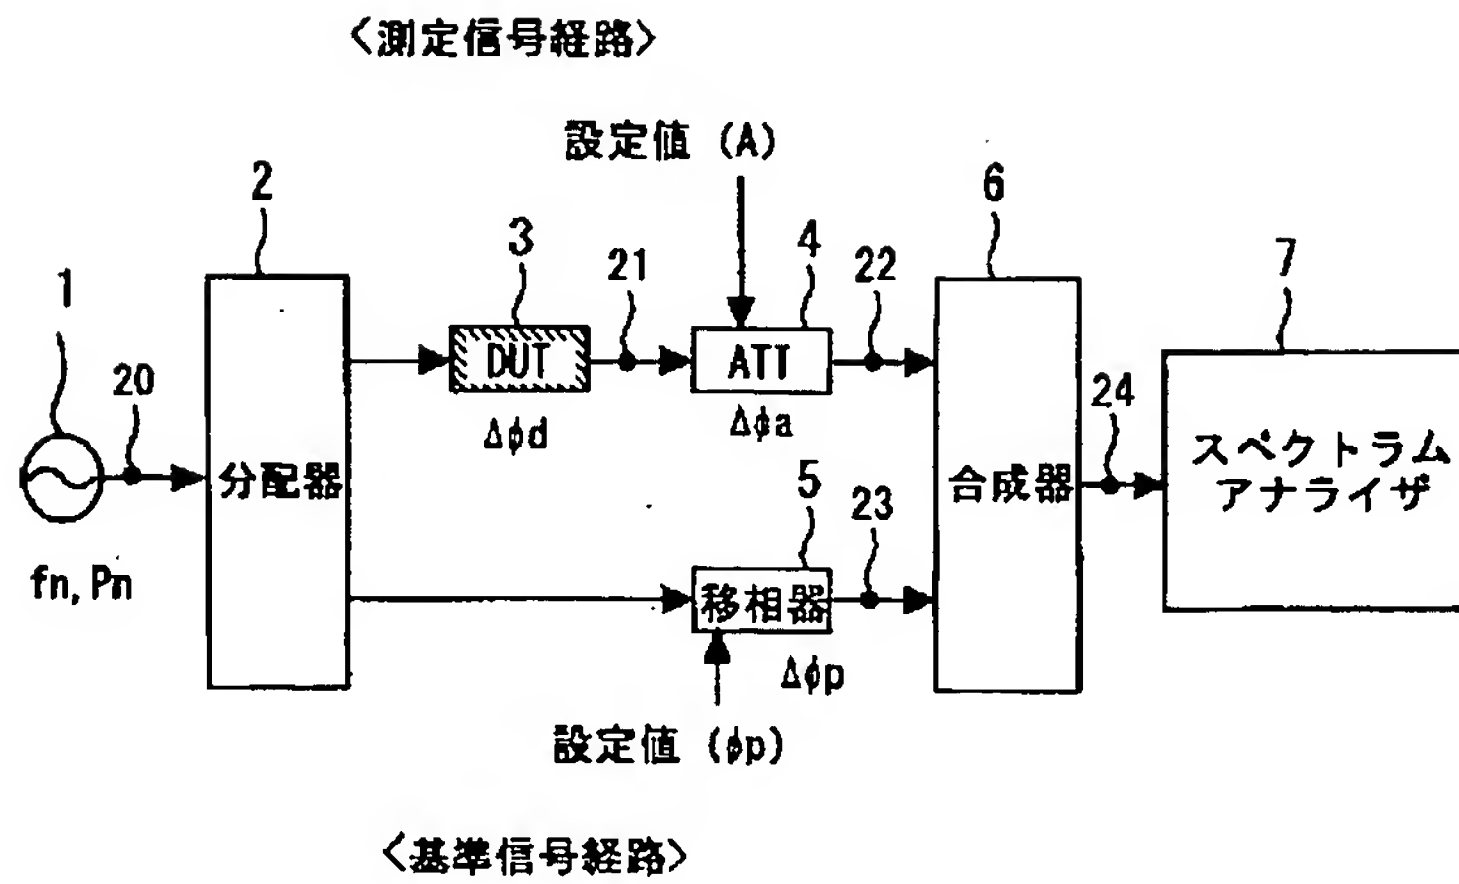 <測定信号経路>
設定値 (A)
2
6
3
4
21
22
7
1
DUT
ATT
20
24
Δφd
Δφa
スペクトラム
アナライザ
分配器
合成器
5
23
fn, Pn
移相器
Δφp
設定値 (φp)
<基準信号経路>